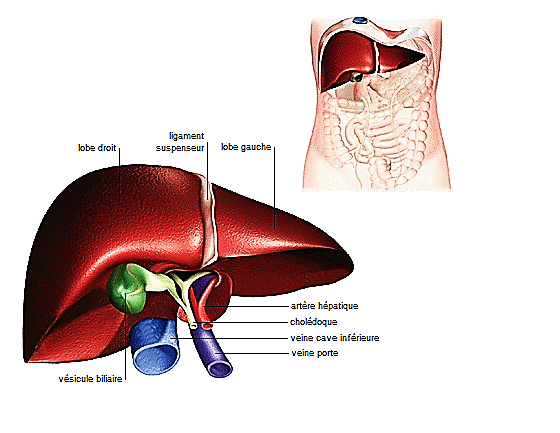 ligament
suspenseur
lobe droit
lobe gauche
artère hépatique
cholédoque
veine cave inférieure
veine porte
vésicule biliaire